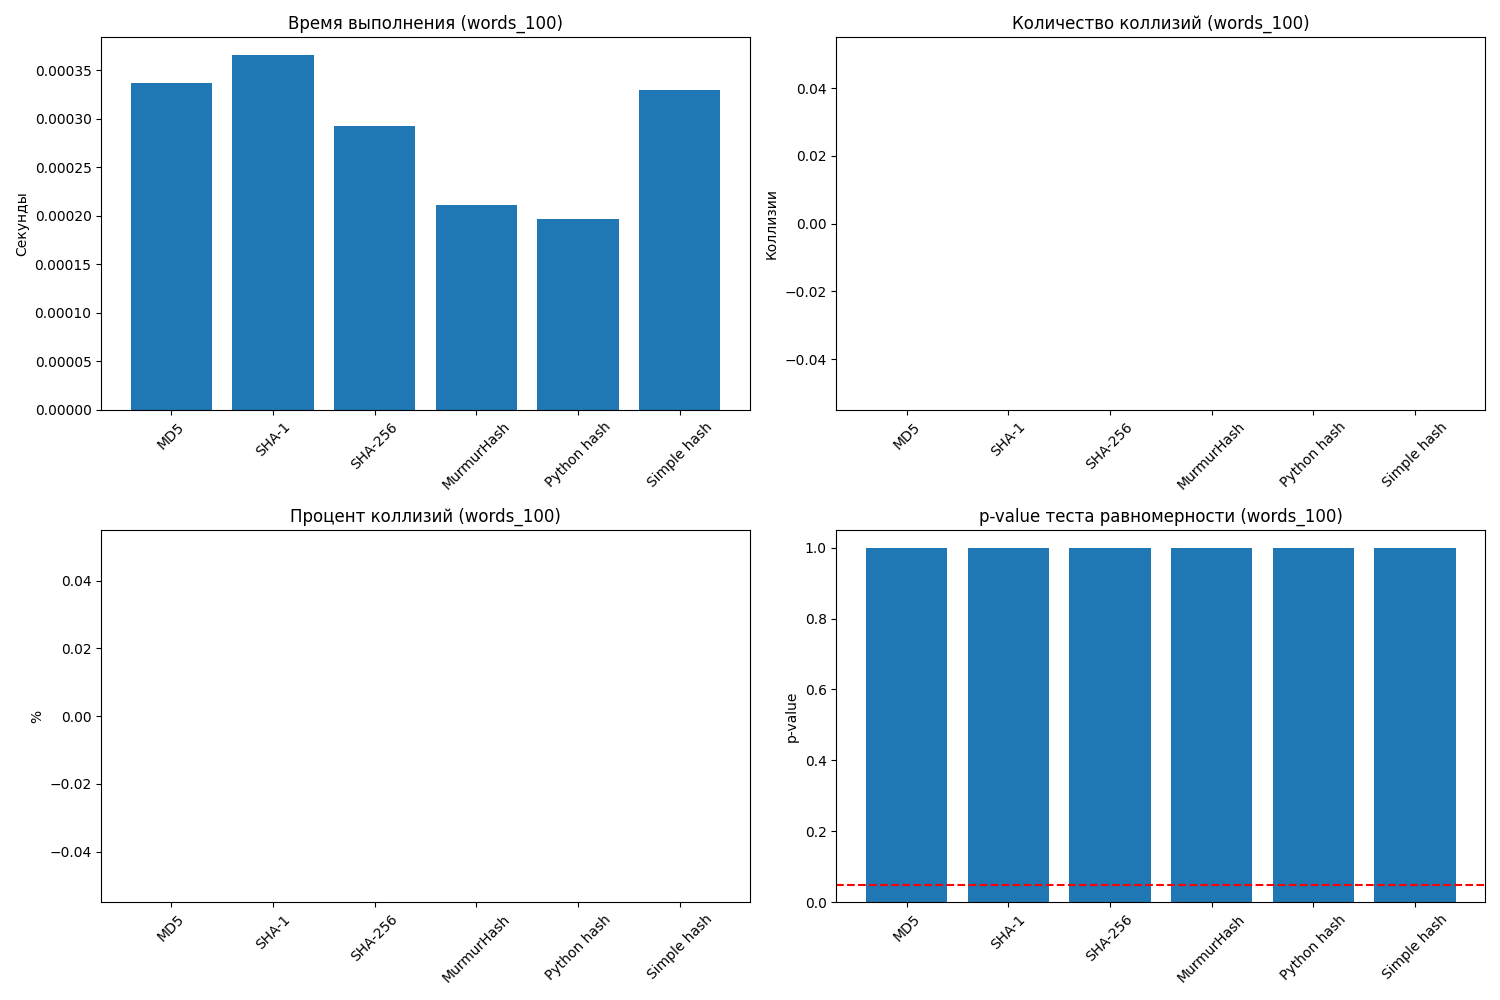 Время выполнения (words_100)
Секунды
0.00035
0.00030
0.00025
0.00020
0.00015
0.00010
0.00005
0.00000
MD5
SHA-1
SHA-256
MurmurHash
Python hash
Simple hash
Количество коллизий (words_100)
Коллизии
0.04
0.02
0.00
−0.02
−0.04
MD5
SHA-1
SHA-256
MurmurHash
Python hash
Simple hash
Процент коллизий (words_100)
%
0.04
0.02
0.00
−0.02
−0.04
MD5
SHA-1
SHA-256
MurmurHash
Python hash
Simple hash
p-value теста равномерности (words_100)
p-value
1.0
0.8
0.6
0.4
0.2
0.0
MD5
SHA-1
SHA-256
MurmurHash
Python hash
Simple hash